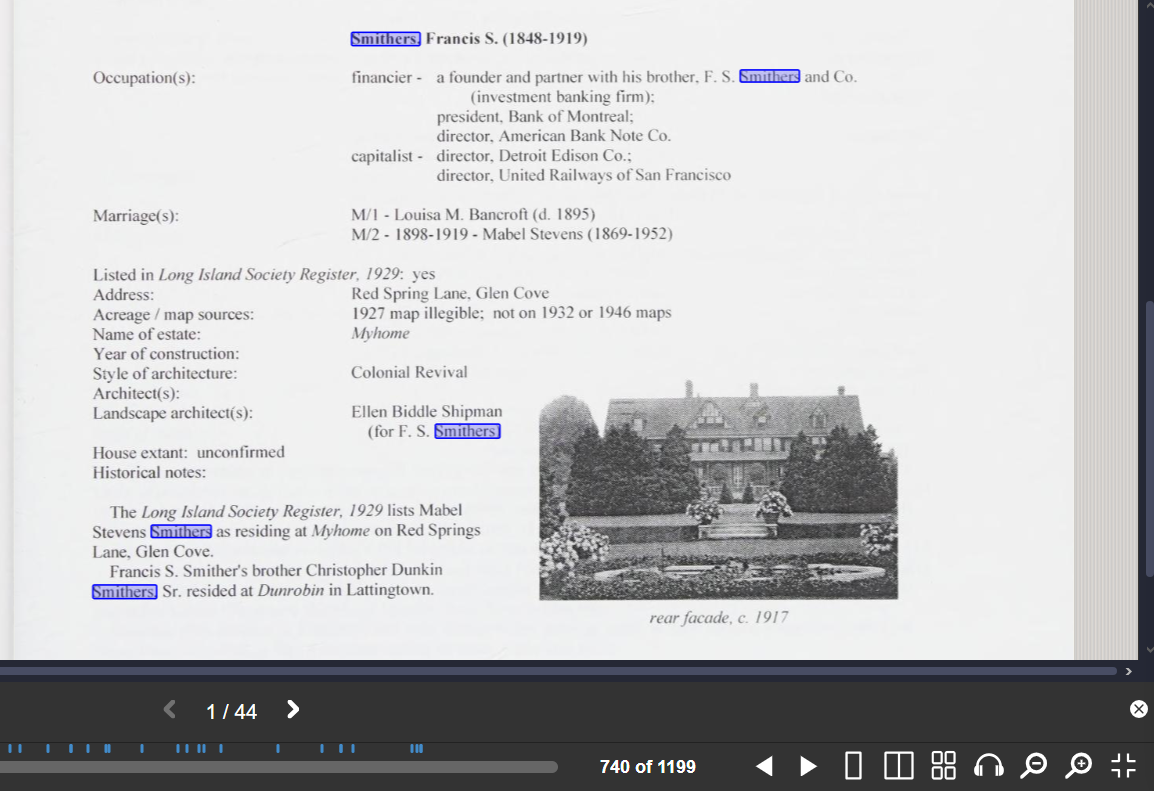 Smithers, Francis S. (1848-1919)
Occupation(s): financier - a founder and partner with his brother, F. S. Smithers and Co.
(investment banking firm);
president, Bank of Montreal;
director, American Bank Note Co.
capitalist - director, Detroit Edison Co.;
director, United Railways of San Francisco
Marriage(s): M/1 - Louisa M. Bancroft (d. 1895)
M/2 - 1898-1919 - Mabel Stevens (1869-1952)
Listed in Long Island Society Register, 1929: yes
Address: Red Spring Lane, Glen Cove
Acreage / map sources: 1927 map illegible; not on 1932 or 1946 maps
Name of estate: Myhome
Year of construction:
Style of architecture: Colonial Revival
Architect(s):
Landscape architect(s): Ellen Biddle Shipman
(for F. S. Smithers)
House extant: unconfirmed
Historical notes:
The Long Island Society Register, 1929 lists Mabel
Stevens Smithers as residing at Myhome on Red Springs
Lane, Glen Cove.
Francis S. Smither's brother Christopher Dunkin
Smithers, Sr. resided at Dunrobin in Lattingtown.
rear facade, c. 1917
1 / 44
740 of 1199